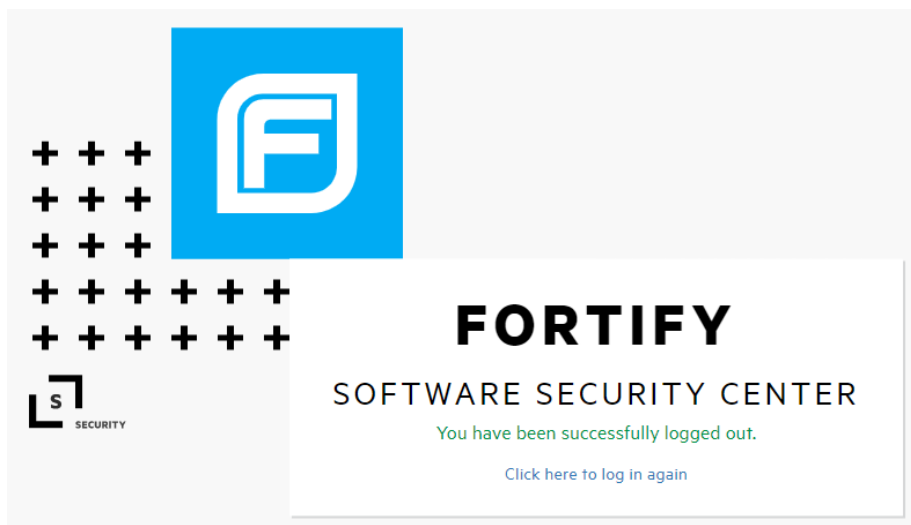 F
FORTIFY
SOFTWARE SECURITY CENTER
You have been successfully logged out.
Click here to log in again
S
SECURITY